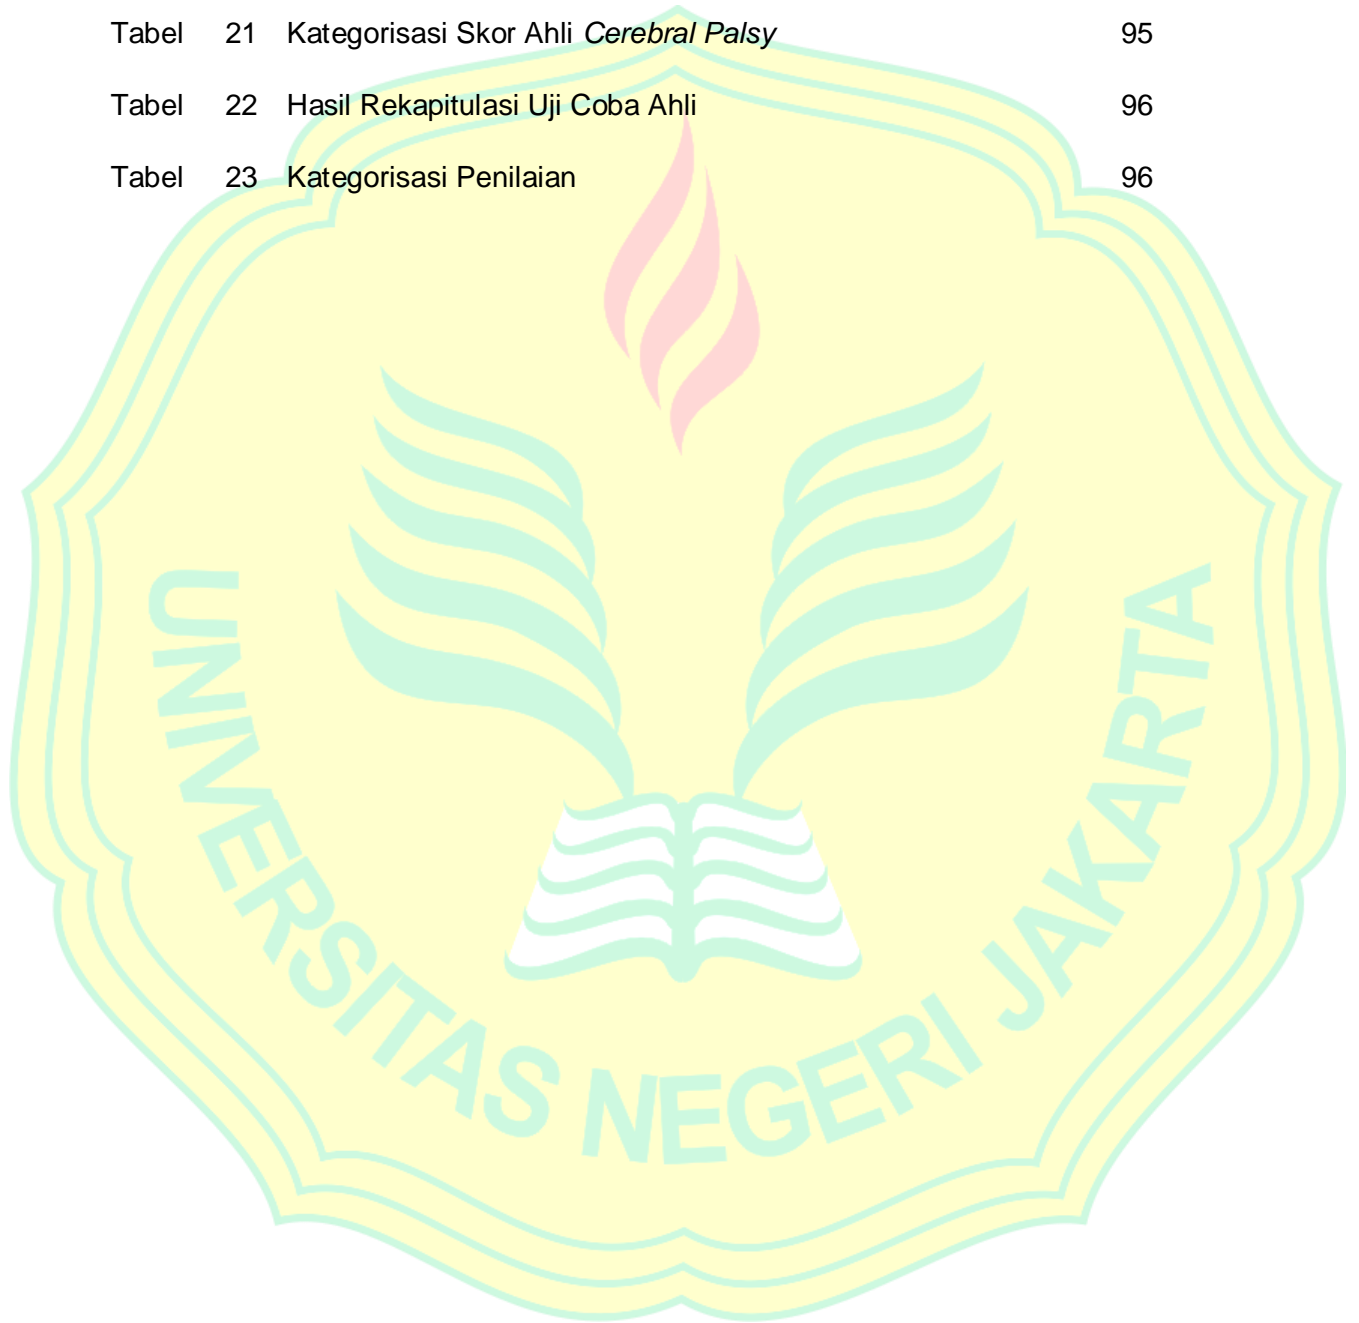 Tabel 21 Kategorisasi Skor Ahli Cerebral Palsy 95
Tabel 22 Hasil Rekapitulasi Uji Coba Ahli 96
Tabel 23 Kategorisasi Penilaian 96
UNIVERSITAS NEGERI JAKARTA